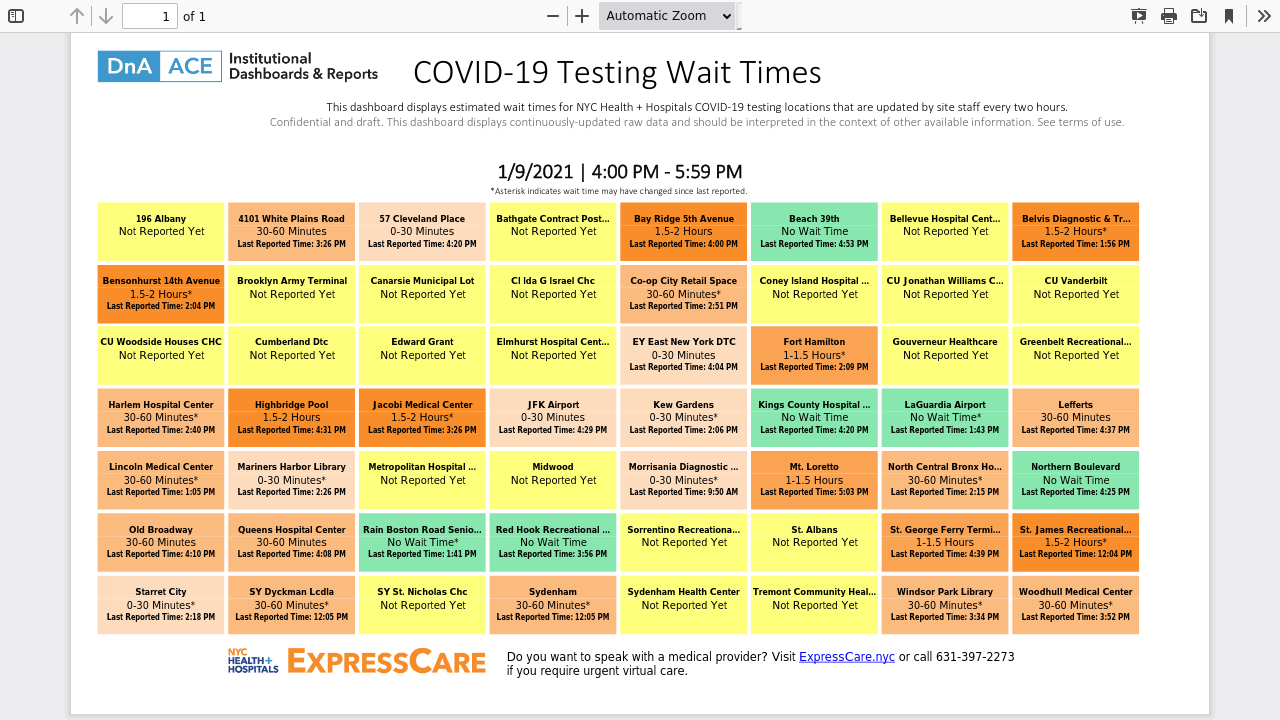 1 of 1 Automatic Zoom
DnA ACE Institutional Dashboards & Reports
COVID-19 Testing Wait Times
This dashboard displays estimated wait times for NYC Health + Hospitals COVID-19 testing locations that are updated by site staff every two hours.
Confidential and draft. This dashboard displays continuously-updated raw data and should be interpreted in the context of other available information. See terms of use.
1/9/2021 | 4:00 PM - 5:59 PM
*Asterisk indicates wait time may have changed since last reported.
196 Albany
Not Reported Yet
4101 White Plains Road
30-60 Minutes
Last Reported Time: 3:26 PM
57 Cleveland Place
0-30 Minutes
Last Reported Time: 4:20 PM
Bathgate Contract Post...
Not Reported Yet
Bay Ridge 5th Avenue
1.5-2 Hours
Last Reported Time: 4:00 PM
Beach 39th
No Wait Time
Last Reported Time: 4:53 PM
Bellevue Hospital Cent...
Not Reported Yet
Belvis Diagnostic & Tr...
1.5-2 Hours*
Last Reported Time: 1:56 PM
Bensonhurst 14th Avenue
1.5-2 Hours*
Last Reported Time: 2:04 PM
Brooklyn Army Terminal
Not Reported Yet
Canarsie Municipal Lot
Not Reported Yet
Cl Ida G Israel Chc
Not Reported Yet
Co-op City Retail Space
30-60 Minutes*
Last Reported Time: 2:51 PM
Coney Island Hospital ...
Not Reported Yet
CU Jonathan Williams C...
Not Reported Yet
CU Vanderbilt
Not Reported Yet
CU Woodside Houses CHC
Not Reported Yet
Cumberland Dtc
Not Reported Yet
Edward Grant
Not Reported Yet
Elmhurst Hospital Cent...
Not Reported Yet
EY East New York DTC
0-30 Minutes
Last Reported Time: 4:04 PM
Fort Hamilton
1-1.5 Hours*
Last Reported Time: 2:09 PM
Gouverneur Healthcare
Not Reported Yet
Greenbelt Recreational...
Not Reported Yet
Harlem Hospital Center
30-60 Minutes*
Last Reported Time: 2:40 PM
Highbridge Pool
1.5-2 Hours
Last Reported Time: 4:31 PM
Jacobi Medical Center
1.5-2 Hours*
Last Reported Time: 3:26 PM
JFK Airport
0-30 Minutes
Last Reported Time: 4:29 PM
Kew Gardens
0-30 Minutes*
Last Reported Time: 2:06 PM
Kings County Hospital ...
No Wait Time
Last Reported Time: 4:20 PM
LaGuardia Airport
No Wait Time*
Last Reported Time: 1:43 PM
Lefferts
30-60 Minutes
Last Reported Time: 4:37 PM
Lincoln Medical Center
30-60 Minutes*
Last Reported Time: 1:05 PM
Mariners Harbor Library
0-30 Minutes*
Last Reported Time: 2:26 PM
Metropolitan Hospital ...
Not Reported Yet
Midwood
Not Reported Yet
Morrisania Diagnostic ...
0-30 Minutes*
Last Reported Time: 9:50 AM
Mt. Loretto
1-1.5 Hours
Last Reported Time: 5:03 PM
North Central Bronx Ho...
30-60 Minutes*
Last Reported Time: 2:15 PM
Northern Boulevard
No Wait Time
Last Reported Time: 4:25 PM
Old Broadway
30-60 Minutes
Last Reported Time: 4:10 PM
Queens Hospital Center
30-60 Minutes
Last Reported Time: 4:08 PM
Rain Boston Road Senio...
No Wait Time*
Last Reported Time: 1:41 PM
Red Hook Recreational ...
No Wait Time
Last Reported Time: 3:56 PM
Sorrentino Recreationa...
Not Reported Yet
St. Albans
Not Reported Yet
St. George Ferry Termi...
1-1.5 Hours
Last Reported Time: 4:39 PM
St. James Recreational...
1.5-2 Hours*
Last Reported Time: 12:04 PM
Starret City
0-30 Minutes*
Last Reported Time: 2:18 PM
SY Dyckman Lcdla
30-60 Minutes*
Last Reported Time: 12:05 PM
SY St. Nicholas Chc
Not Reported Yet
Sydenham
30-60 Minutes*
Last Reported Time: 12:05 PM
Sydenham Health Center
Not Reported Yet
Tremont Community Heal...
Not Reported Yet
Windsor Park Library
30-60 Minutes*
Last Reported Time: 3:34 PM
Woodhull Medical Center
30-60 Minutes*
Last Reported Time: 3:52 PM
NYC
HEALTH+
HOSPITALS
EXPRESSCARE
Do you want to speak with a medical provider? Visit ExpressCare.nyc or call 631-397-2273
if you require urgent virtual care.